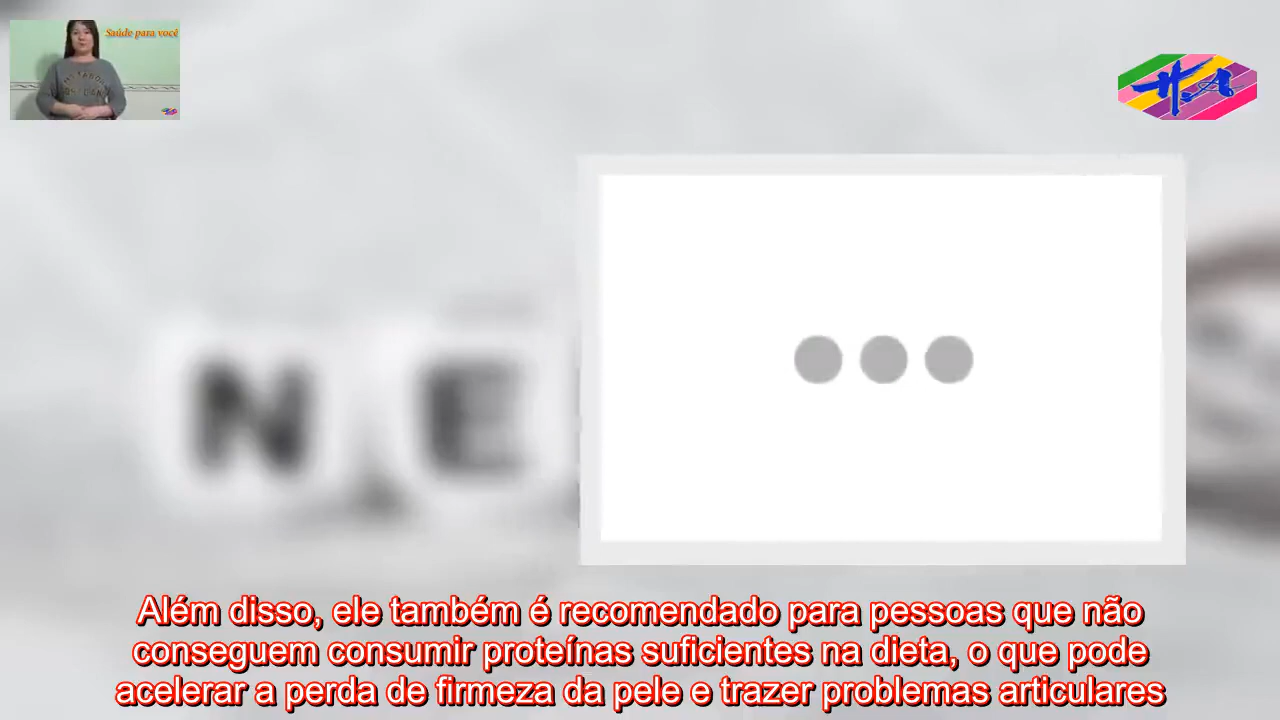 Saúde para você
H.A
N E
Além disso, ele também é recomendado para pessoas que não
conseguem consumir proteínas suficientes na dieta, o que pode
acelerar a perda de firmeza da pele e trazer problemas articulares